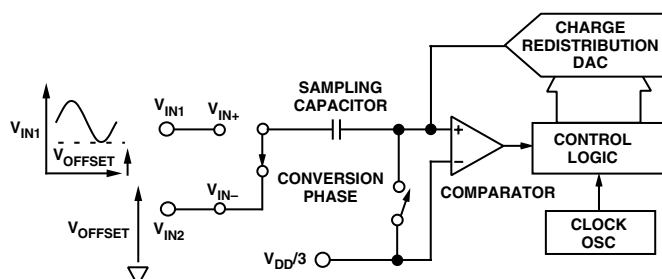 CHARGE
REDISTRIBUTION
DAC
SAMPLING
CAPACITOR
VIN1
VIN1
VIN+
VOFFSET
+
−
CONTROL
LOGIC
CONVERSION
PHASE
COMPARATOR
VIN−
VOFFSET
VIN2
VDD/3
CLOCK
OSC